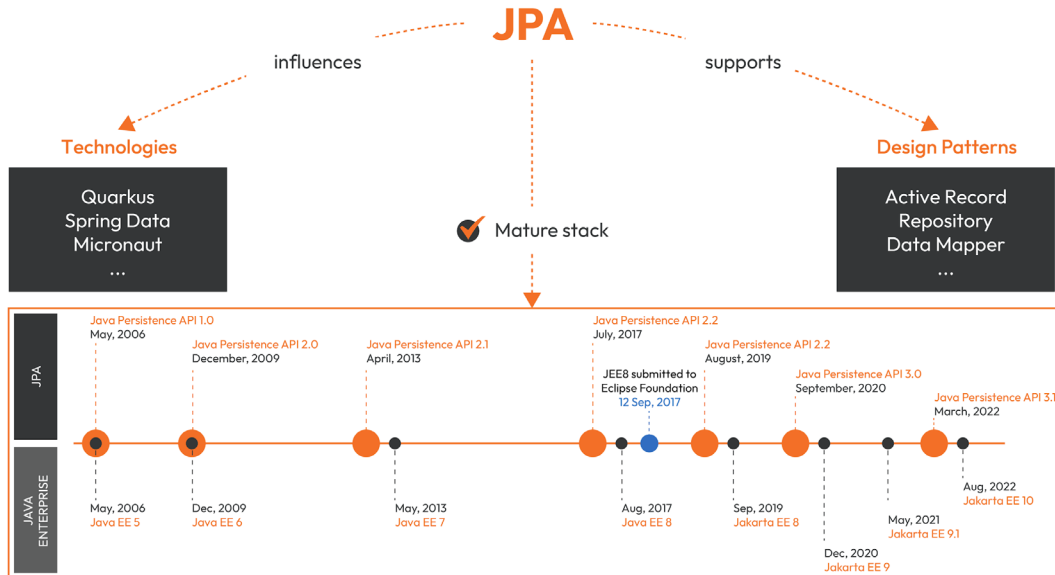 JPA
influences
supports
Technologies
Quarkus
Spring Data
Micronaut
...
Mature stack
Design Patterns
Active Record
Repository
Data Mapper
...
JPA
Java Persistence API 1.0
May, 2006
Java Persistence API 2.0
December, 2009
Java Persistence API 2.1
April, 2013
Java Persistence API 2.2
July, 2017
JEE8 submitted to
Eclipse Foundation
12 Sep, 2017
Java Persistence API 2.2
August, 2019
Java Persistence API 3.0
September, 2020
Java Persistence API 3.1
March, 2022
JAVA
ENTERPRISE
May, 2006
Java EE 5
Dec, 2009
Java EE 6
May, 2013
Java EE 7
Aug, 2017
Java EE 8
Sep, 2019
Jakarta EE 8
Dec, 2020
Jakarta EE 9
May, 2021
Jakarta EE 9.1
Aug, 2022
Jakarta EE 10